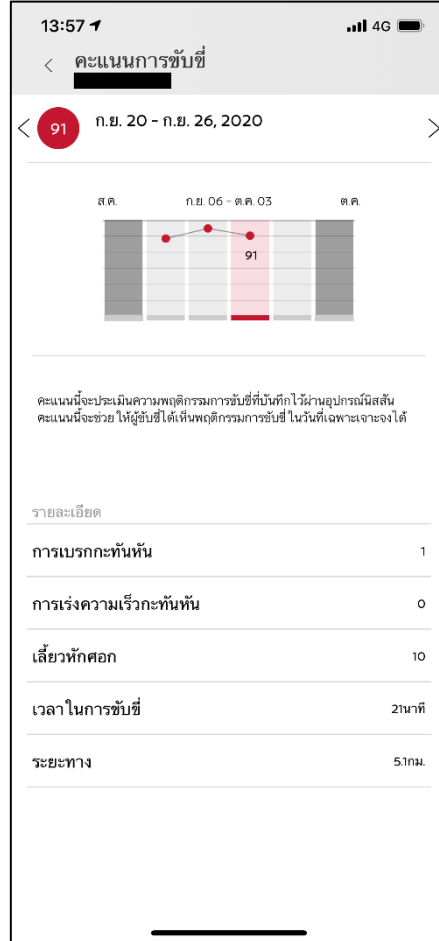 13:57
4G
คะแนนการขับขี่
91
ก.ย. 20 - ก.ย. 26, 2020
ส.ค.
ก.ย. 06 - ต.ค. 03
ต.ค.
91
คะแนนนี้จะประเมินความพฤติกรรมการขับขี่ที่บันทึกไว้ผ่านอุปกรณ์นิสสัน
คะแนนนี้จะช่วย ให้ผู้ขับขี่ได้เห็นพฤติกรรมการขับขี่ ในวันที่เฉพาะเจาะจงได้
รายละเอียด
การเบรกกะทันหัน 1
การเร่งความเร็วกะทันหัน 0
เลี้ยวหักศอก 10
เวลาในการขับขี่ 21นาที
ระยะทาง 5.1กม.